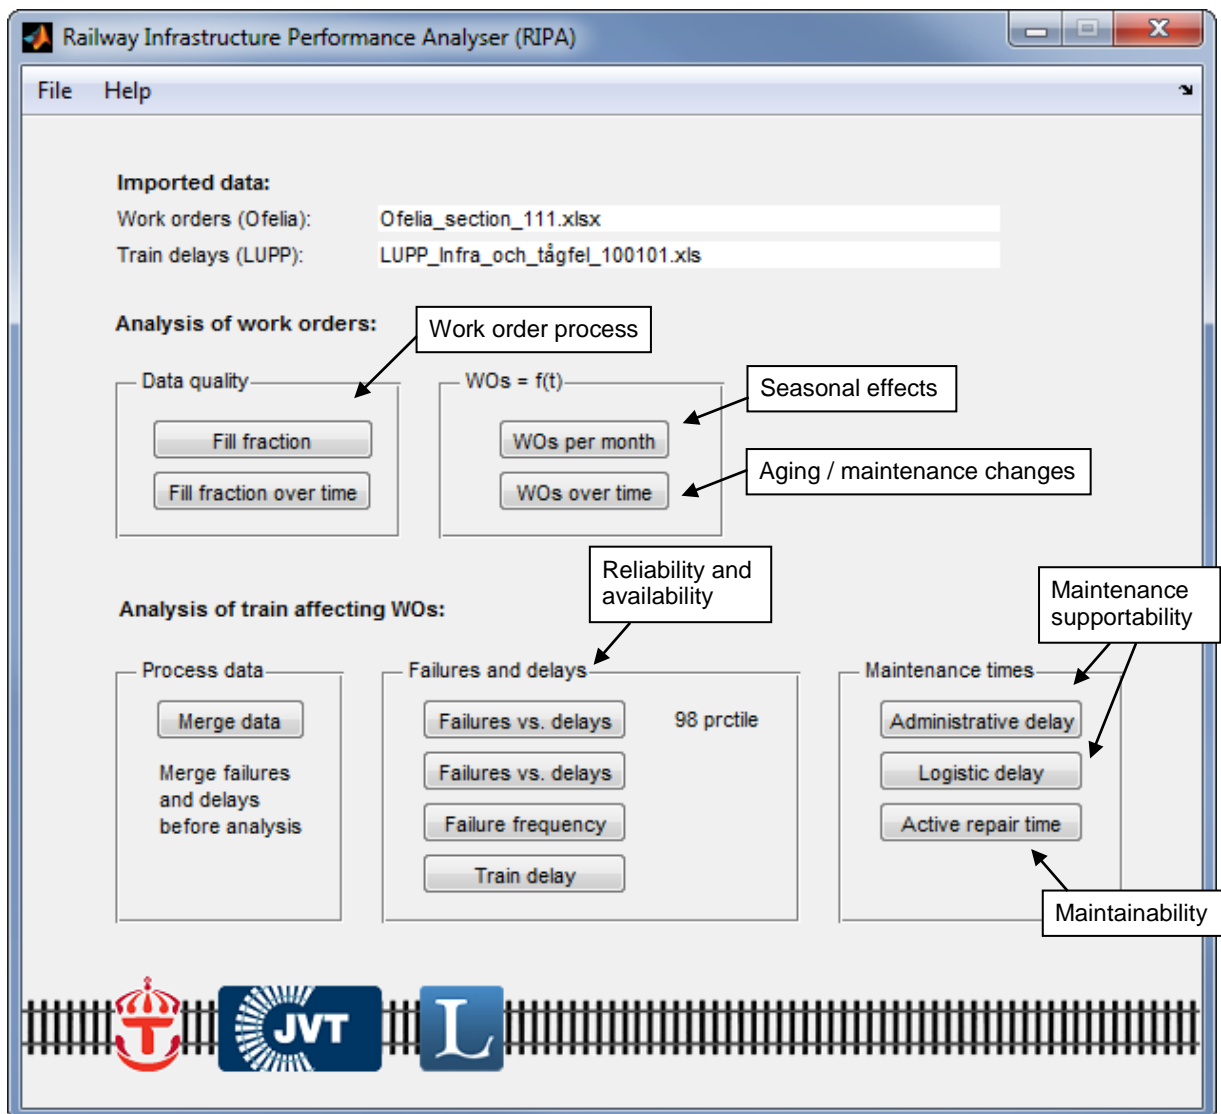 Railway Infrastructure Performance Analyser (RIPA)
File Help
Imported data:
Work orders (Ofelia): Ofelia_section_111.xlsx
Train delays (LUPP): LUPP_Infra_och_tågfel_100101.xls
Analysis of work orders:
Work order process
Data quality
Fill fraction
Fill fraction over time
WOs = f(t)
WOs per month
WOs over time
Seasonal effects
Aging / maintenance changes
Analysis of train affecting WOs:
Reliability and
availability
Maintenance
supportability
Process data
Merge data
Merge failures
and delays
before analysis
Failures and delays
Failures vs. delays 98 prctile
Failures vs. delays
Failure frequency
Train delay
Maintenance times
Administrative delay
Logistic delay
Active repair time
Maintainability
T JVT L